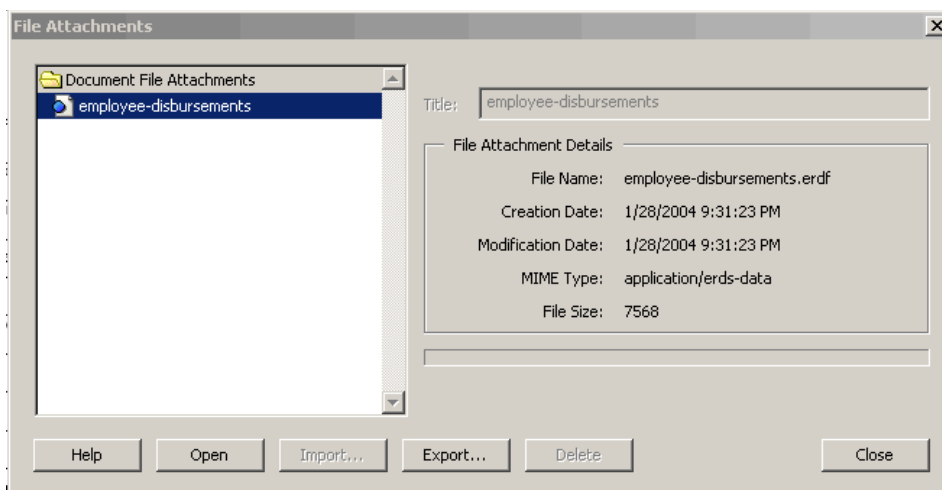 File Attachments
Document File Attachments
employee-disbursements
Title: employee-disbursements
File Attachment Details
File Name: employee-disbursements.erdf
Creation Date: 1/28/2004 9:31:23 PM
Modification Date: 1/28/2004 9:31:23 PM
MIME Type: application/erds-data
File Size: 7568
Help Open Import... Export... Delete Close